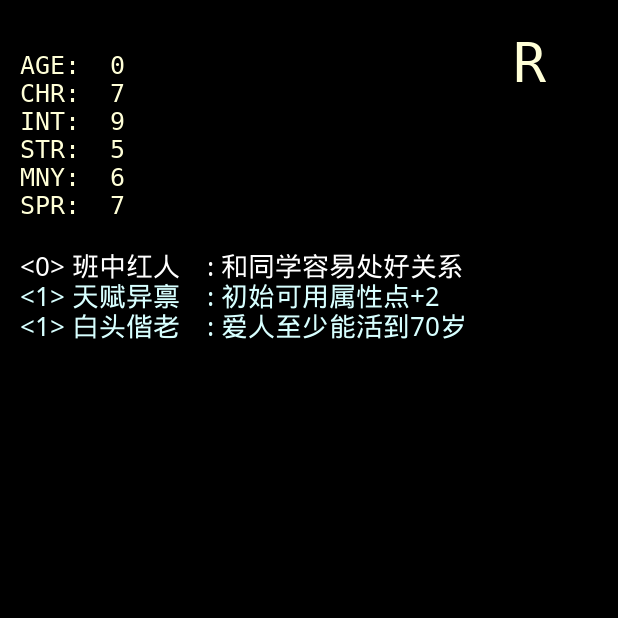 R
AGE: 0
CHR: 7
INT: 9
STR: 5
MNY: 6
SPR: 7
<0> 班中红人 : 和同学容易处好关系
<1> 天赋异禀 : 初始可用属性点+2
<1> 白头偕老 : 爱人至少能活到70岁